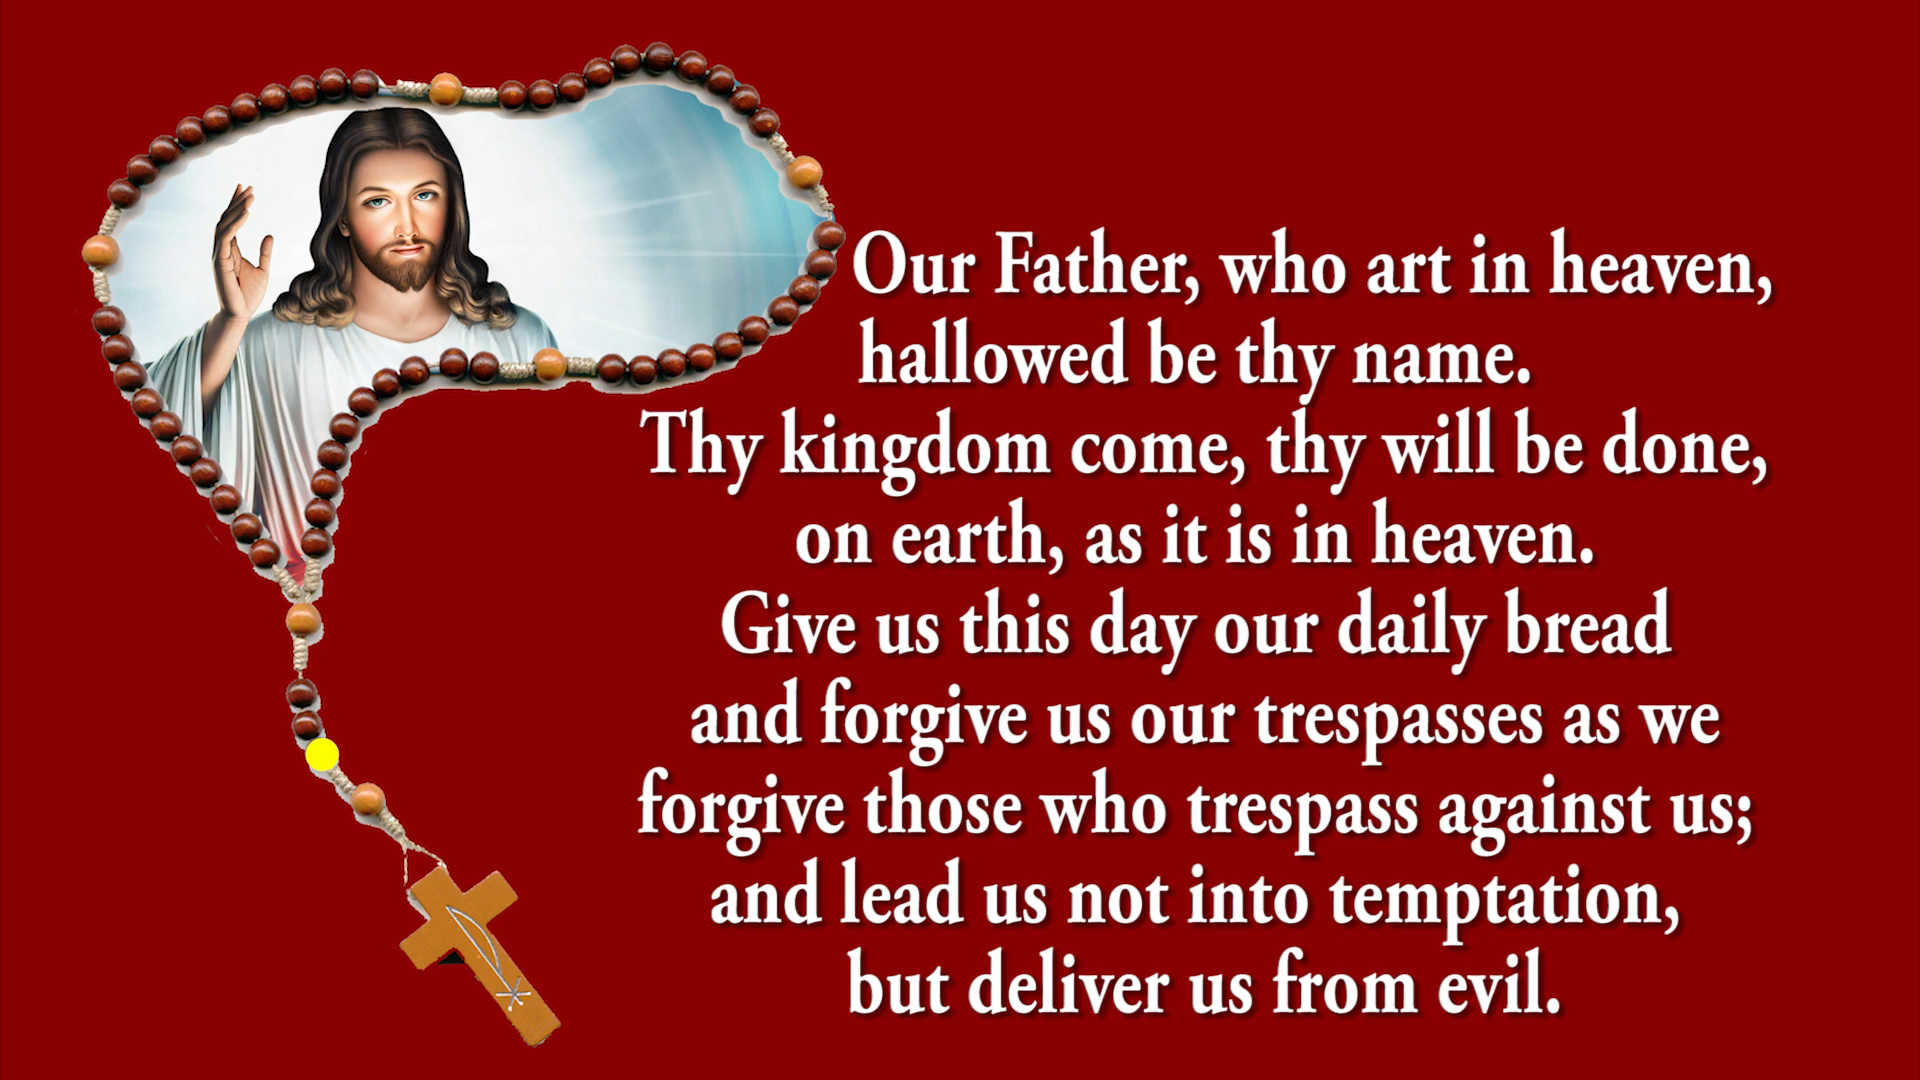 Our Father, who art in heaven,
hallowed be thy name.
Thy kingdom come, thy will be done,
on earth, as it is in heaven.
Give us this day our daily bread
and forgive us our trespasses as we
forgive those who trespass against us;
and lead us not into temptation,
but deliver us from evil.